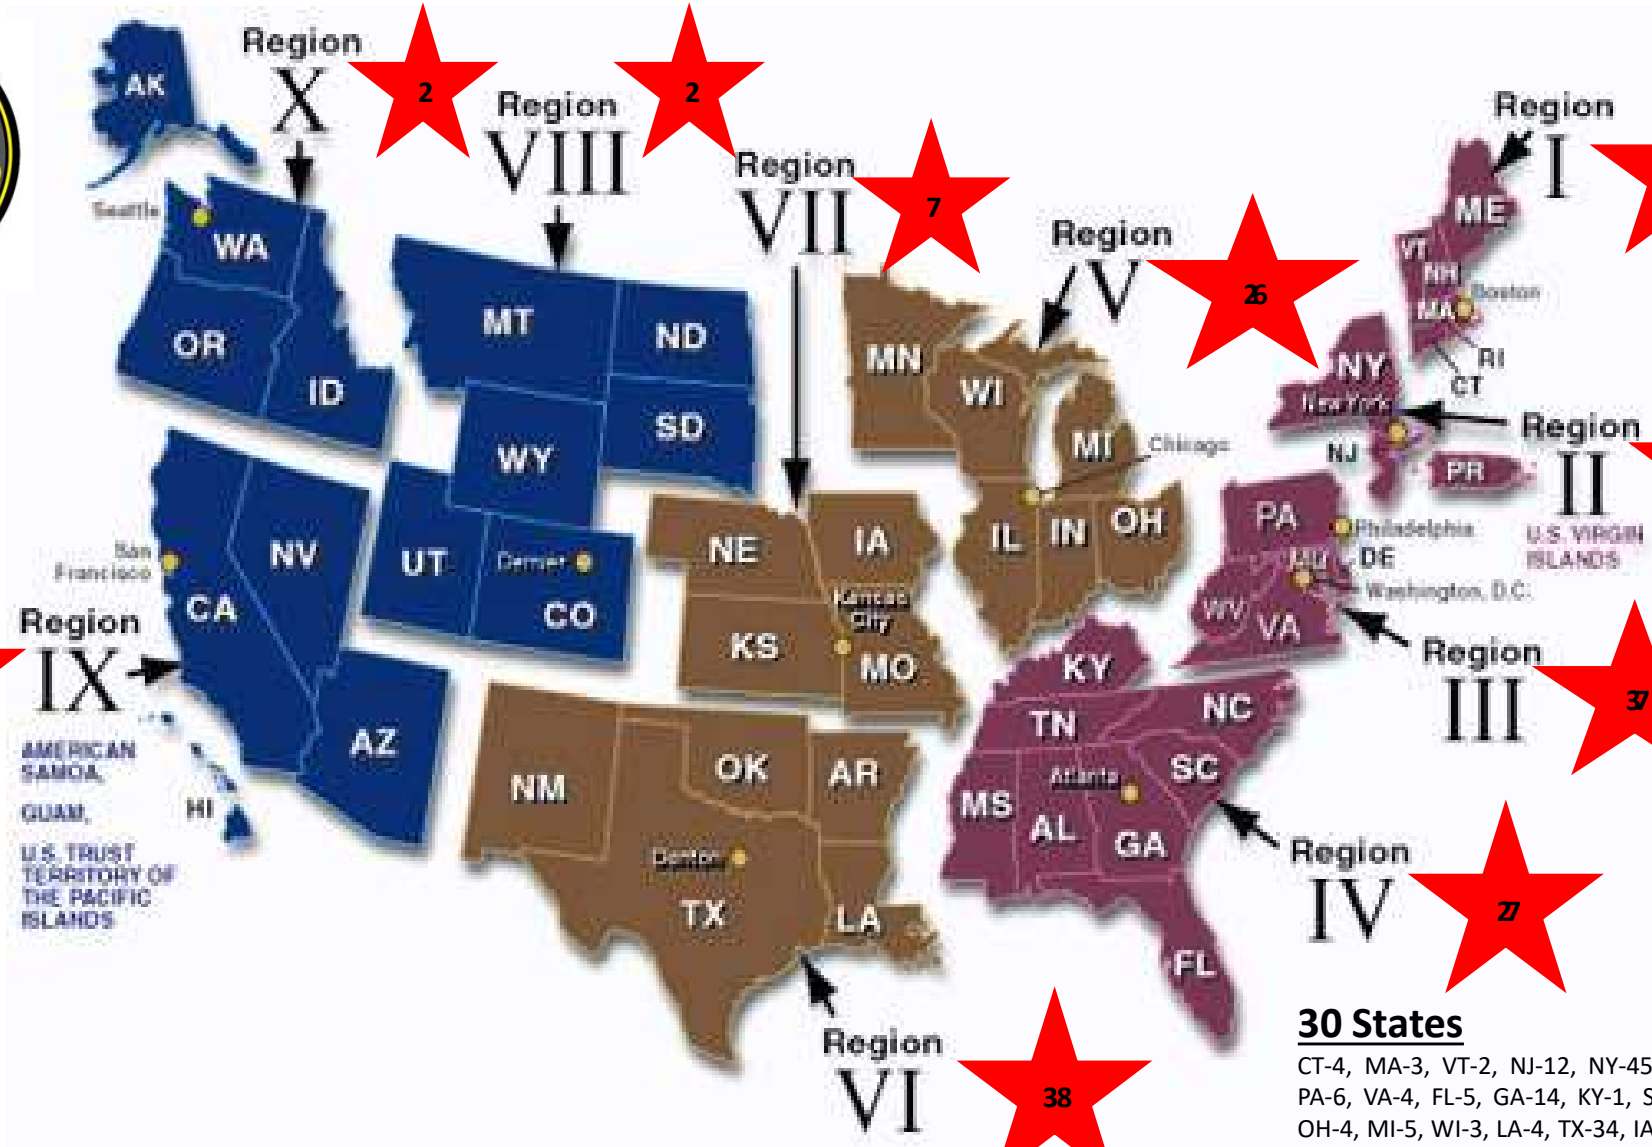 Region
X
2
2
Region
VIII
Region
VII
7
Region
V
26
Region
I
AK
Seattle
WA
OR
ID
MT
ND
SD
WY
MN
WI
MI
Chicago
ME
VT
NH
MA
Boston
RI
CT
NY
New York
NJ
PR
Region
II
U.S. VIRGIN
ISLANDS
San
Francisco
NV
CA
UT
Denver
CO
NE
IA
Kansas
City
KS
MO
IL
IN
OH
PA
Philadelphia
DE
Washington, D.C.
WV
VA
Region
III
37
Region
IX
AMERICAN
SAMOA,
GUAM,
U.S. TRUST
TERRITORY OF
THE PACIFIC
ISLANDS
HI
AZ
NM
OK
AR
Denton
TX
LA
KY
TN
NC
SC
MS
AL
Atlanta
GA
FL
Region
IV
27
Region
VI
38
30 States
CT-4, MA-3, VT-2, NJ-12, NY-45
PA-6, VA-4, FL-5, GA-14, KY-1, S
OH-4, MI-5, WI-3, LA-4, TX-34, IA